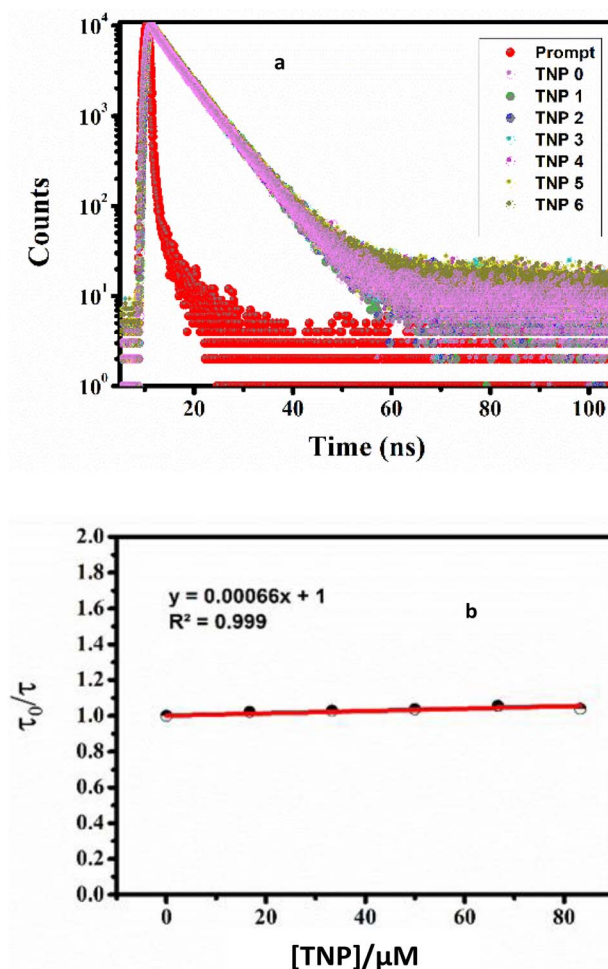 10⁴
10³
10²
10¹
10⁰
Counts
a
Prompt
TNP 0
TNP 1
TNP 2
TNP 3
TNP 4
TNP 5
TNP 6
20 40 60 80 100
Time (ns)
2.0
1.8
1.6
1.4
1.2
1.0
0.8
0.6
0.4
0.2
0.0
τ₀/τ
y = 0.00066x + 1
R² = 0.999
b
0 20 40 60 80
[TNP]/μM